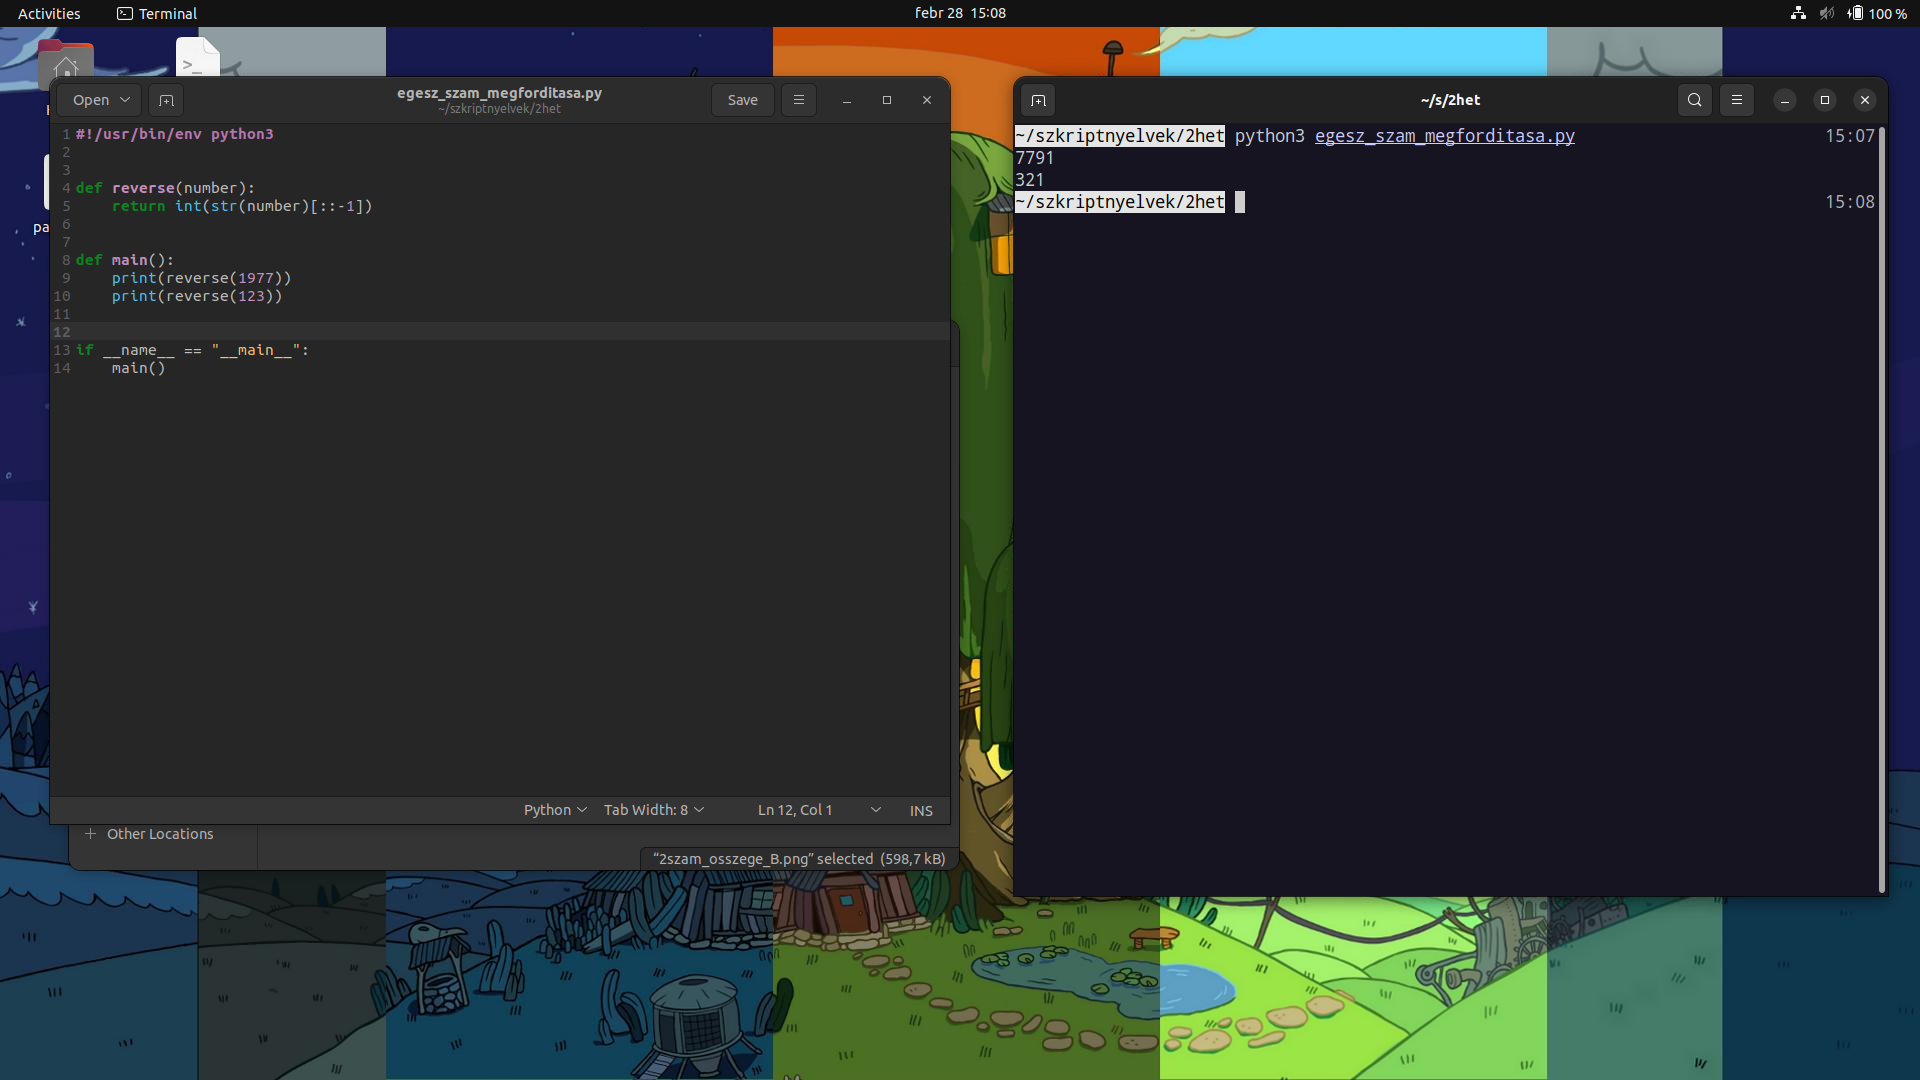 Activities
Terminal
febr 28 15:08
100 %
Open
egesz_szam_megforditasa.py
~/szkriptnyelvek/2het
Save
1 #!/usr/bin/env python3
2
3
4 def reverse(number):
5     return int(str(number)[::-1])
6
7
8 def main():
9     print(reverse(1977))
10     print(reverse(123))
11
12
13 if __name__ == "__main__":
14     main()
Python
Tab Width: 8
Ln 12, Col 1
INS
Other Locations
“2szam_osszege_B.png” selected (598,7 kB)
pa
~/s/2het
~/szkriptnyelvek/2het python3 egesz_szam_megforditasa.py 15:07
7791
321
~/szkriptnyelvek/2het 15:08